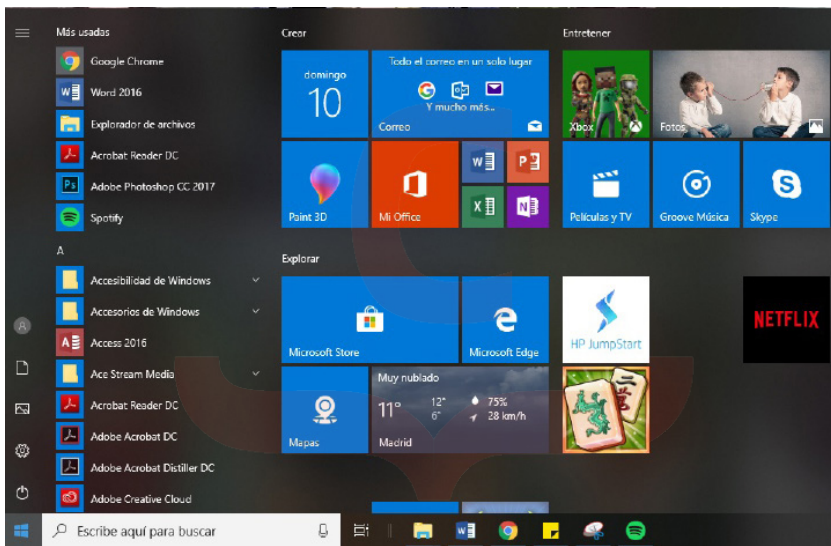 Más usadas
Google Chrome
Word 2016
Explorador de archivos
Acrobat Reader DC
Adobe Photoshop CC 2017
Spotify
A
Accesibilidad de Windows
Accesorios de Windows
Access 2016
Ace Stream Media
Acrobat Reader DC
Adobe Acrobat DC
Adobe Acrobat Distiller DC
Adobe Creative Cloud
Crear
domingo
10
Todo el correo en un solo lugar
Y mucho más...
Correo
Paint 3D
Mi Office
Explorar
Microsoft Store
Microsoft Edge
Mapas
Muy nublado
11°
12°
6°
75%
28 km/h
Madrid
Entretener
Xbox
Fotos
Películas y TV
Groove Música
Skype
HP JumpStart
NETFLIX
Escribe aquí para buscar